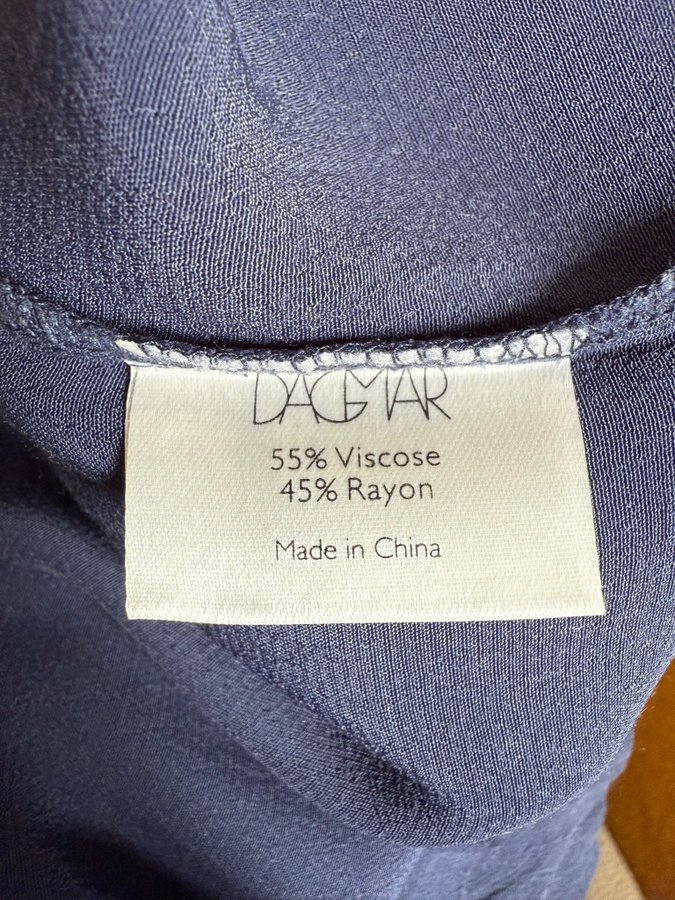 DAGMAR
55% Viscose
45% Rayon
Made in China